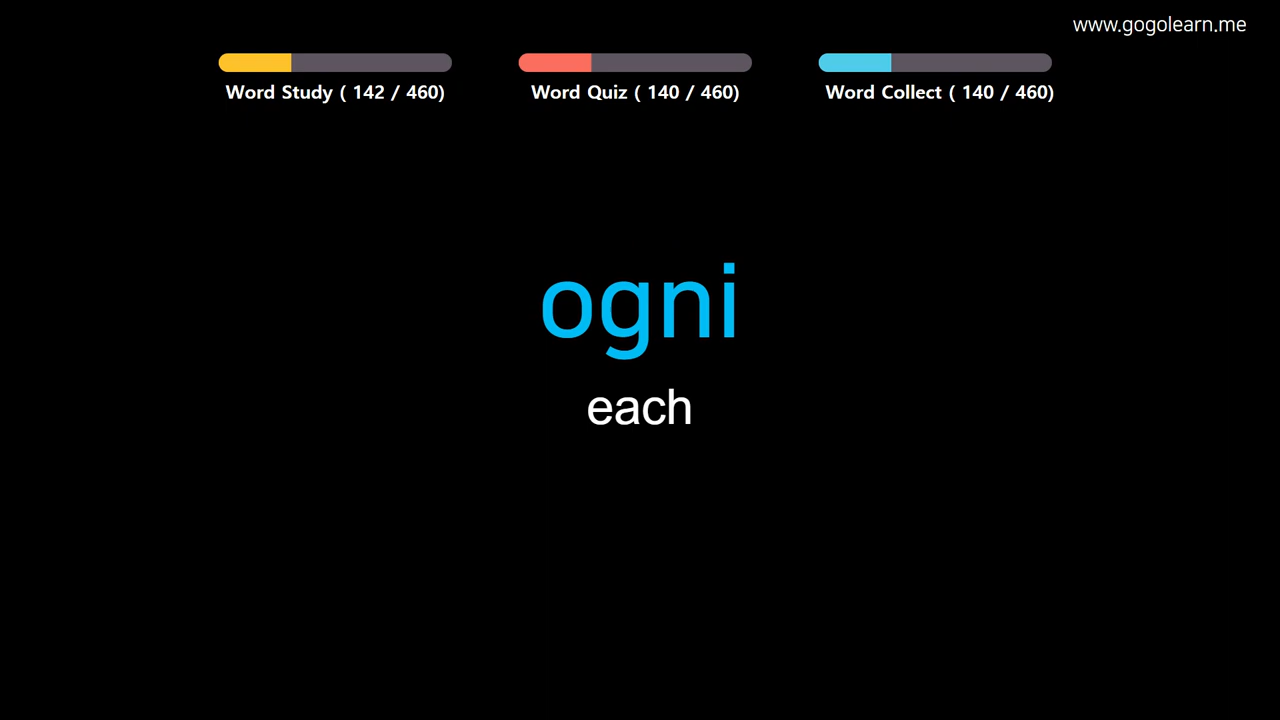 www.gogolearn.me
Word Study ( 142 / 460)
Word Quiz ( 140 / 460)
Word Collect ( 140 / 460)
ogni
each